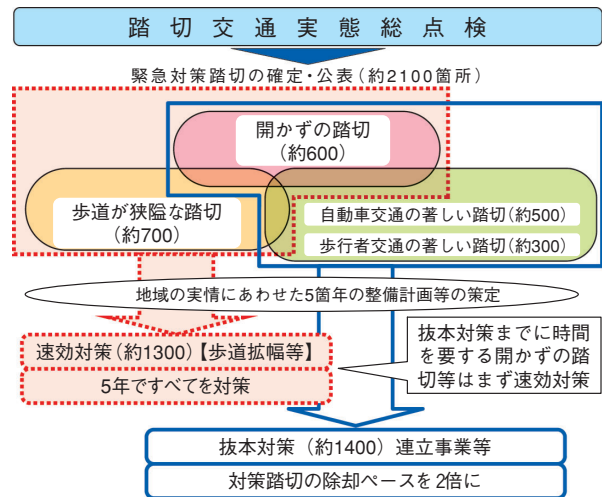 踏切交通実態総点検
緊急対策踏切の確定・公表（約2100箇所）
開かずの踏切
（約600）
歩道が狭隘な踏切
（約700）
自動車交通の著しい踏切（約500）
歩行者交通の著しい踏切（約300）
地域の実情にあわせた5箇年の整備計画等の策定
速効対策（約1300）【歩道拡幅等】
5年ですべてを対策
抜本対策までに時間
を要する開かずの踏
切等はまず速効対策
抜本対策（約1400）連立事業等
対策踏切の除却ペースを2倍に